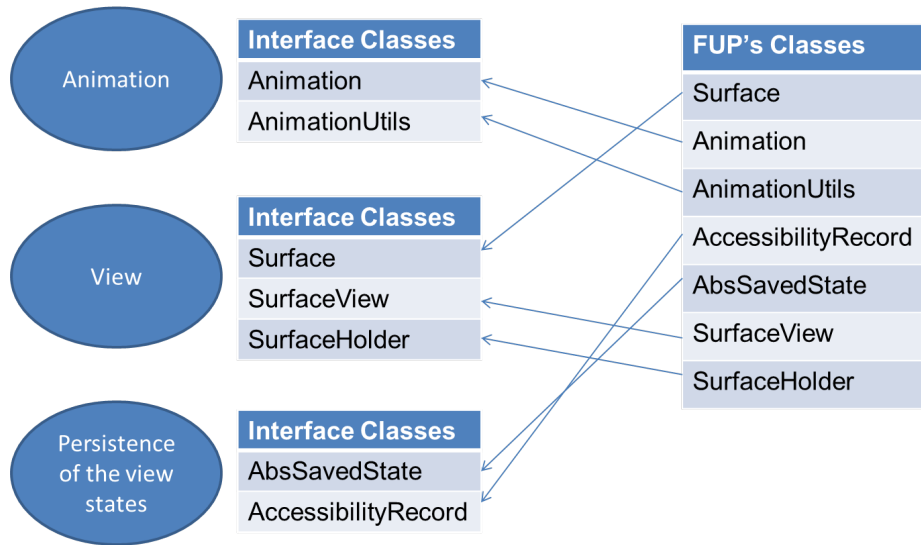 Animation
Interface Classes
Animation
AnimationUtils
View
Interface Classes
Surface
SurfaceView
SurfaceHolder
Persistence
of the view
states
Interface Classes
AbsSavedState
AccessibilityRecord
FUP’s Classes
Surface
Animation
AnimationUtils
AccessibilityRecord
AbsSavedState
SurfaceView
SurfaceHolder